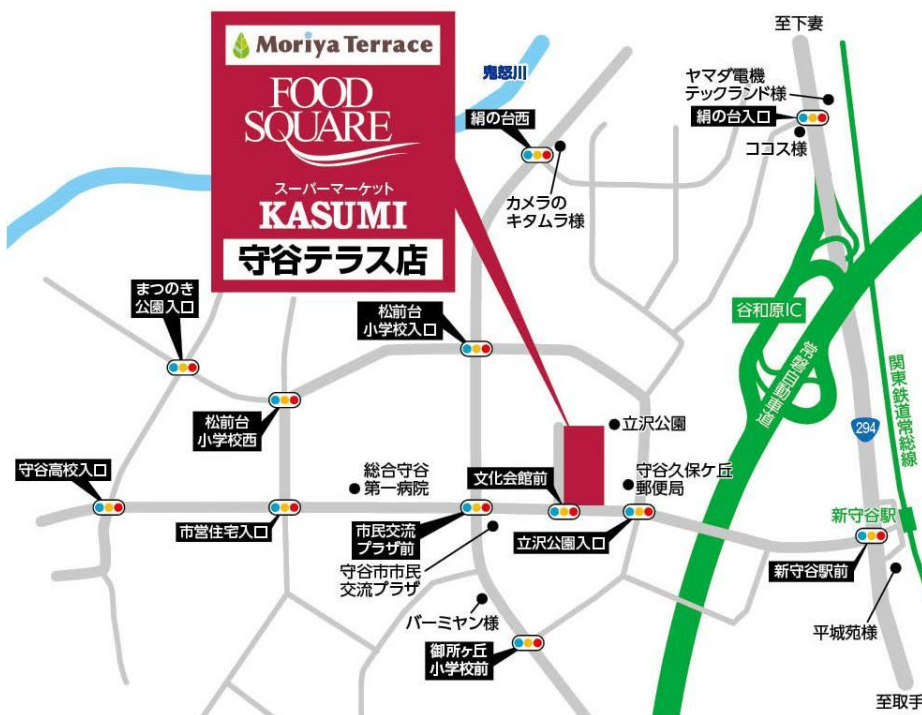 Moriya Terrace
FOOD
SQUARE
スーパーマーケット
KASUMI
守谷テラス店
鬼怒川
至下妻
ヤマダ電機
テックランド様
絹の台入口
ココス様
絹の台西
カメラの
キタムラ様
まつのき
公園入口
松前台
小学校入口
谷和原IC
常磐自動車道
関東鉄道常総線
294
松前台
小学校西
立沢公園
守谷高校入口
総合守谷
第一病院
文化会館前
守谷久保ケ丘
郵便局
市営住宅入口
市民交流
プラザ前
立沢公園入口
新守谷駅
新守谷駅前
守谷市市民
交流プラザ
バーミヤン様
平城苑様
御所ヶ丘
小学校前
至取手